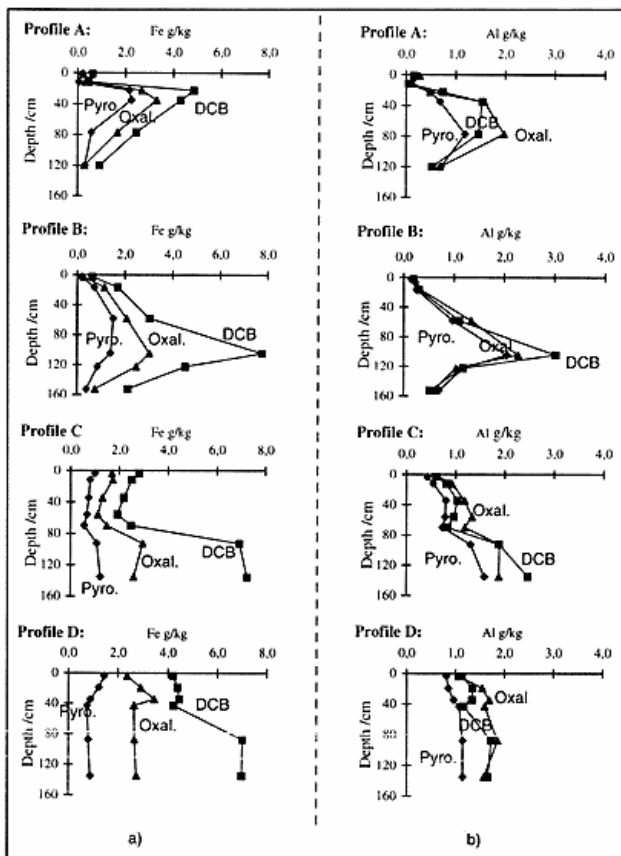 Profile A: Fe g/kg
0,0 2,0 4,0 6,0 8,0
0
40
80
120
160
Depth /cm
Pyro.
Oxal.
DCB
Profile B: Fe g/kg
0,0 2,0 4,0 6,0 8,0
0
40
80
120
160
Depth /cm
Pyro.
Oxal.
DCB
Profile C Fe g/kg
0,0 2,0 4,0 6,0 8,0
0
40
80
120
160
Depth /cm
Pyro.
Oxal.
DCB
Profile D: Fe g/kg
0,0 2,0 4,0 6,0 8,0
0
40
80
120
160
Depth /cm
Pyro.
Oxal.
DCB
a)
Profile A: Al g/kg
0,0 1,0 2,0 3,0 4,0
0
40
80
120
160
Depth /cm
Pyro.
DCB
Oxal.
Profile B: Al g/kg
0,0 1,0 2,0 3,0 4,0
0
40
80
120
160
Depth /cm
Pyro.
Oxal.
DCB
Profile C: Al g/kg
0,0 1,0 2,0 3,0 4,0
0
40
80
120
160
Depth /cm
Oxal.
Pyro.
DCB
Profile D: Al g/kg
0,0 1,0 2,0 3,0 4,0
0
40
80
120
160
Depth /cm
Oxal
DCB
Pyro.
b)